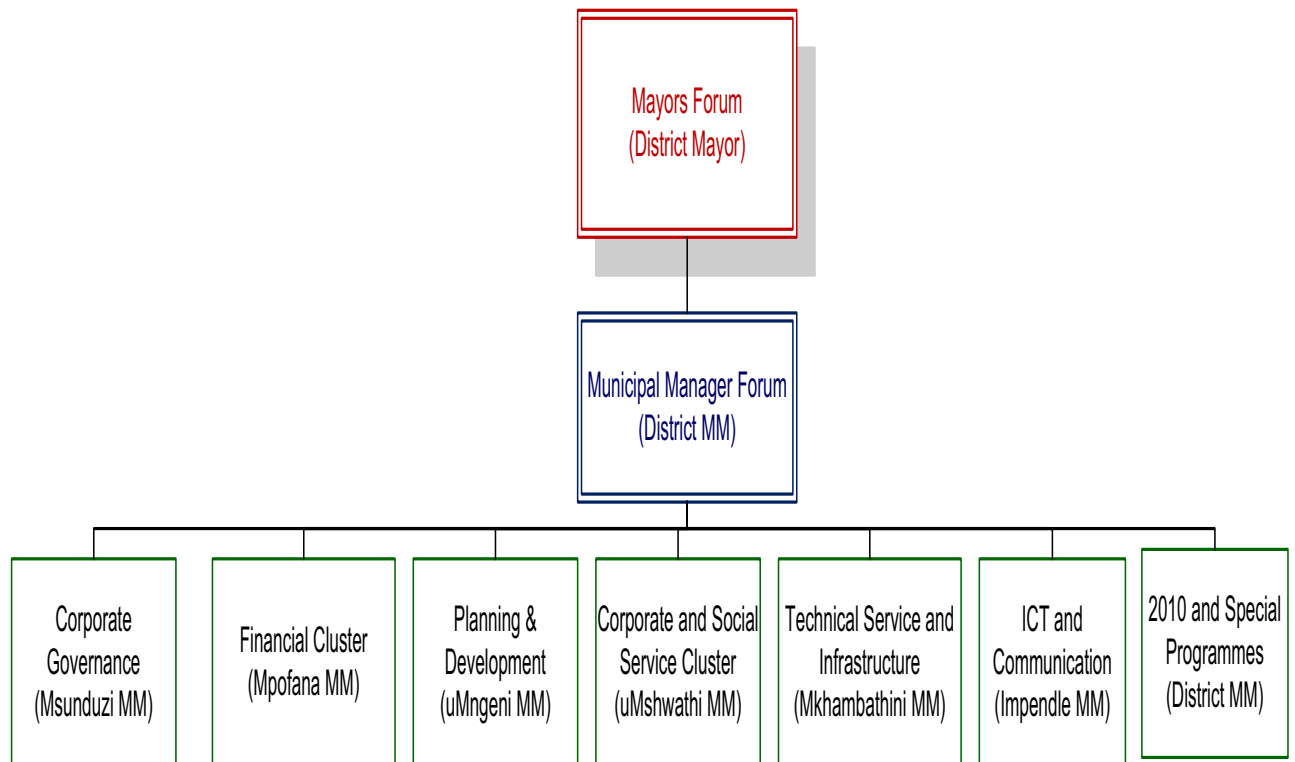 Mayors Forum
(District Mayor)
Municipal Manager Forum
(District MM)
Corporate
Governance
(Msunduzi MM)
Financial Cluster
(Mpofana MM)
Planning &
Development
(uMngeni MM)
Corporate and Social
Service Cluster
(uMshwathi MM)
Technical Service and
Infrastructure
(Mkhambathini MM)
ICT and
Communication
(Impendle MM)
2010 and Special
Programmes
(District MM)